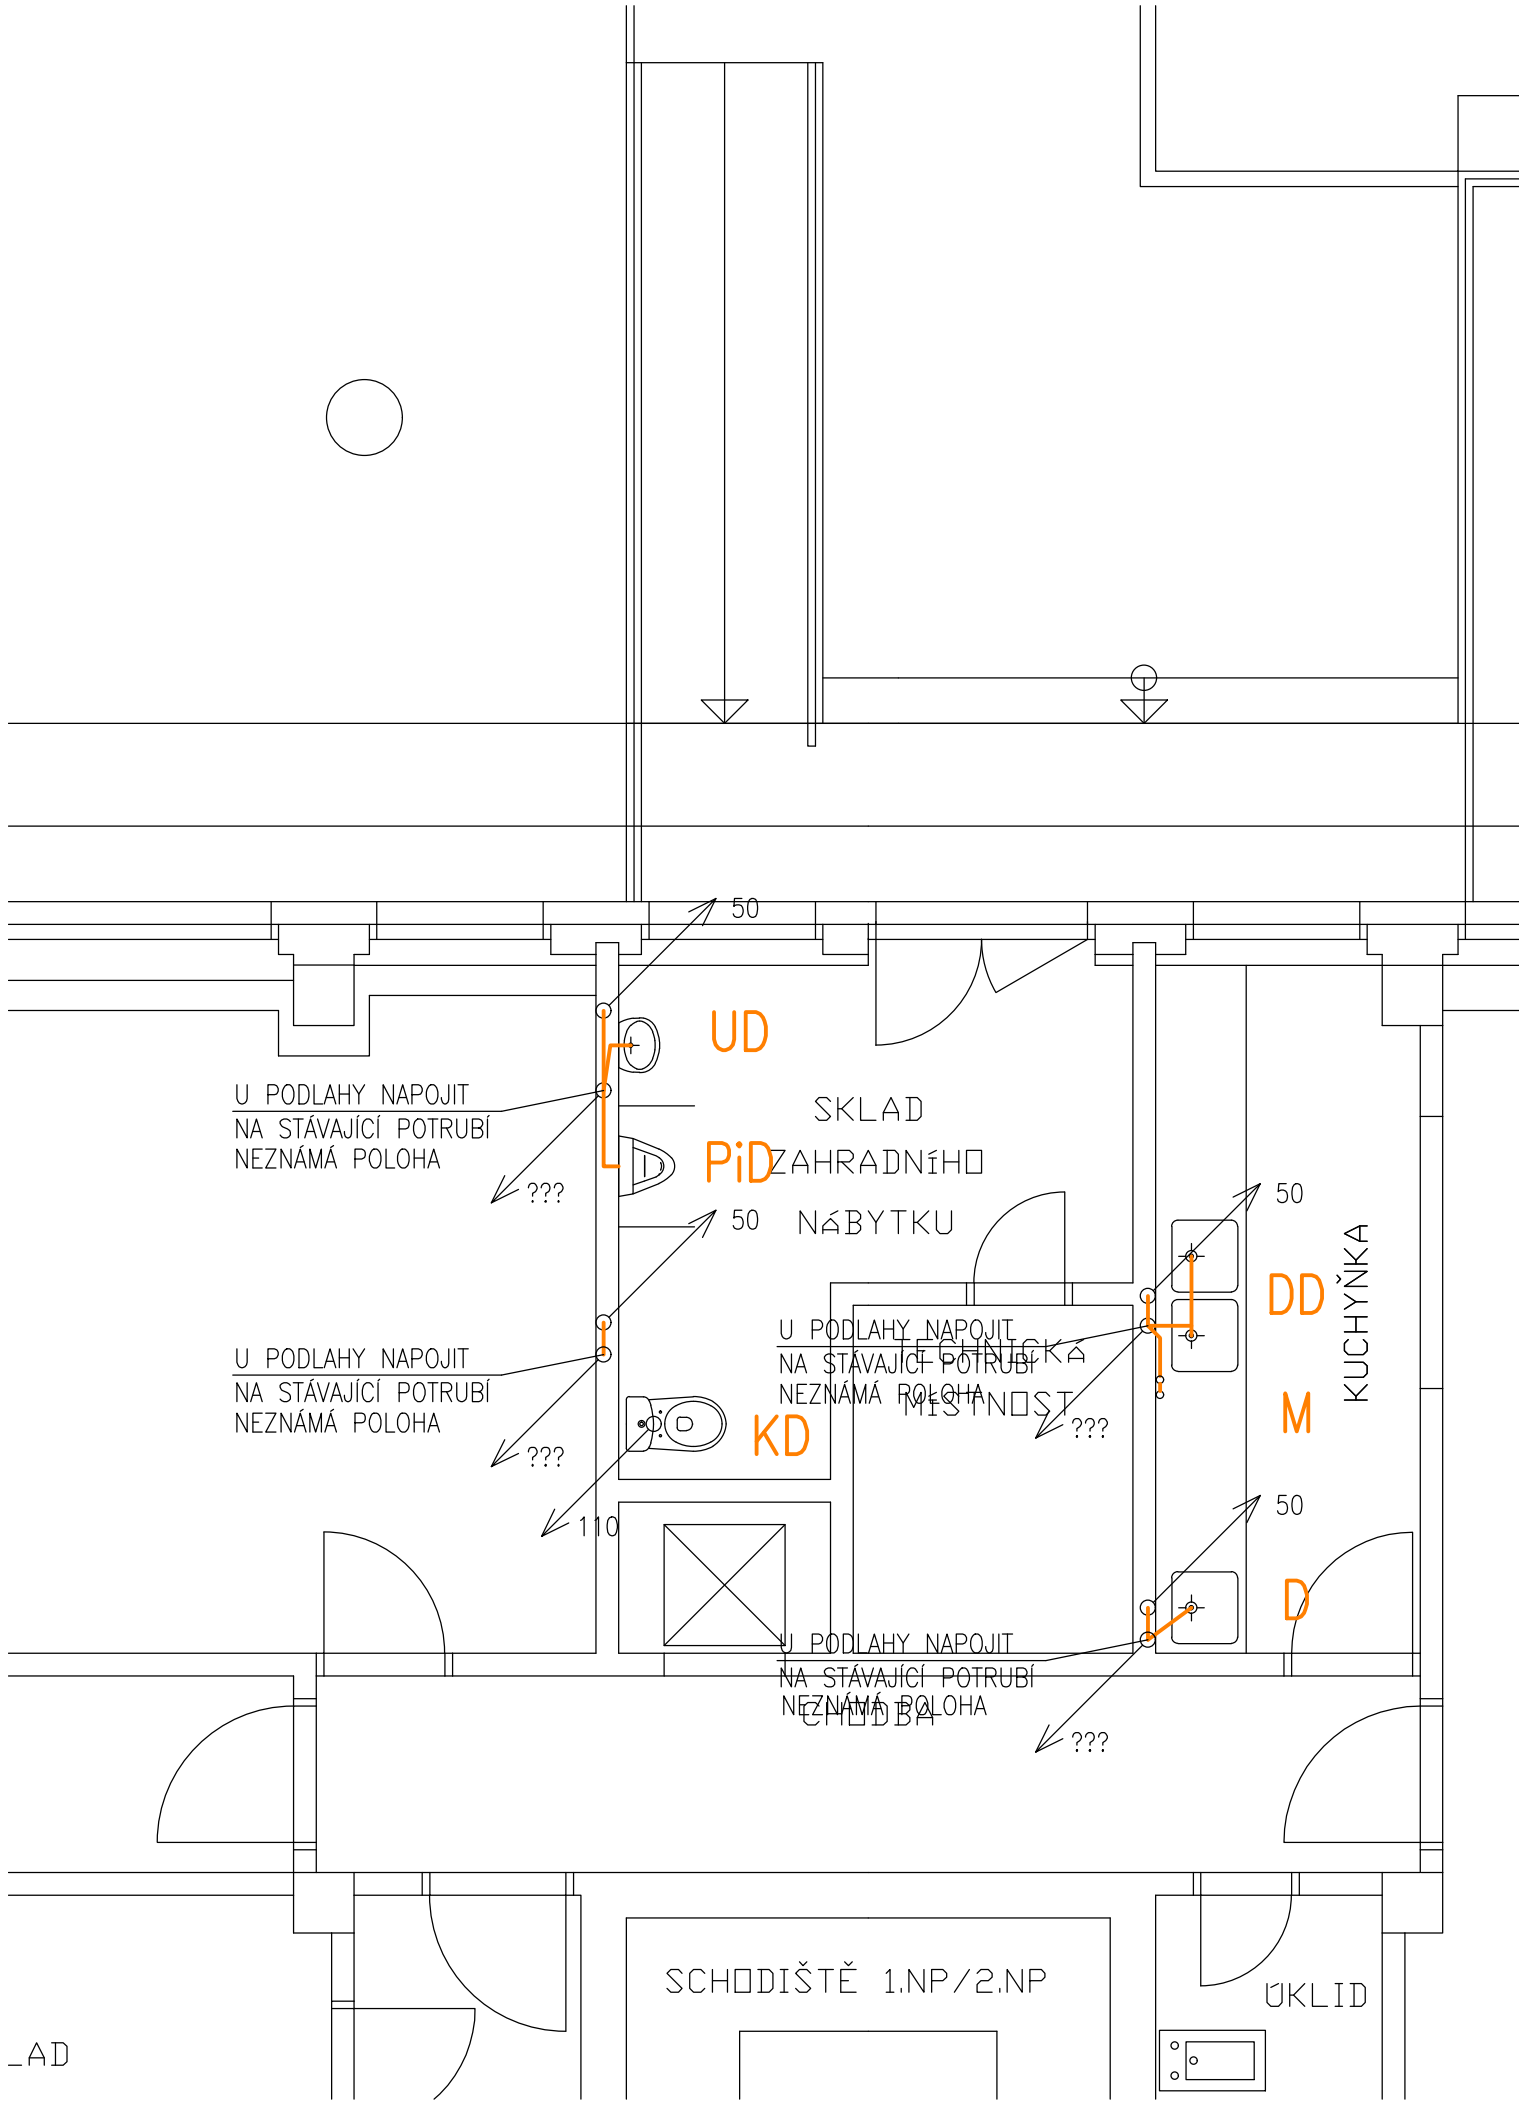 50
UD
U PODLAHY NAPOJIT
NA STÁVAJÍCÍ POTRUBÍ
NEZNÁMÁ POLOHA
SKLAD
ZAHRADNÍHO
NÁBYTKU
PiD
???
50
50
DD
KUCHYŇKA
U PODLAHY NAPOJIT
NA STÁVAJÍCÍ POTRUBÍ
NEZNÁMÁ POLOHA
TECHNICKÁ
MÍSTNOST
U PODLAHY NAPOJIT
NA STÁVAJÍCÍ POTRUBÍ
NEZNÁMÁ POLOHA
M
???
KD
???
110
50
D
U PODLAHY NAPOJIT
NA STÁVAJÍCÍ POTRUBÍ
NEZNÁMÁ POLOHA
CHODBA
???
SCHODIŠTĚ 1.NP/2.NP
ÚKLID
LAD